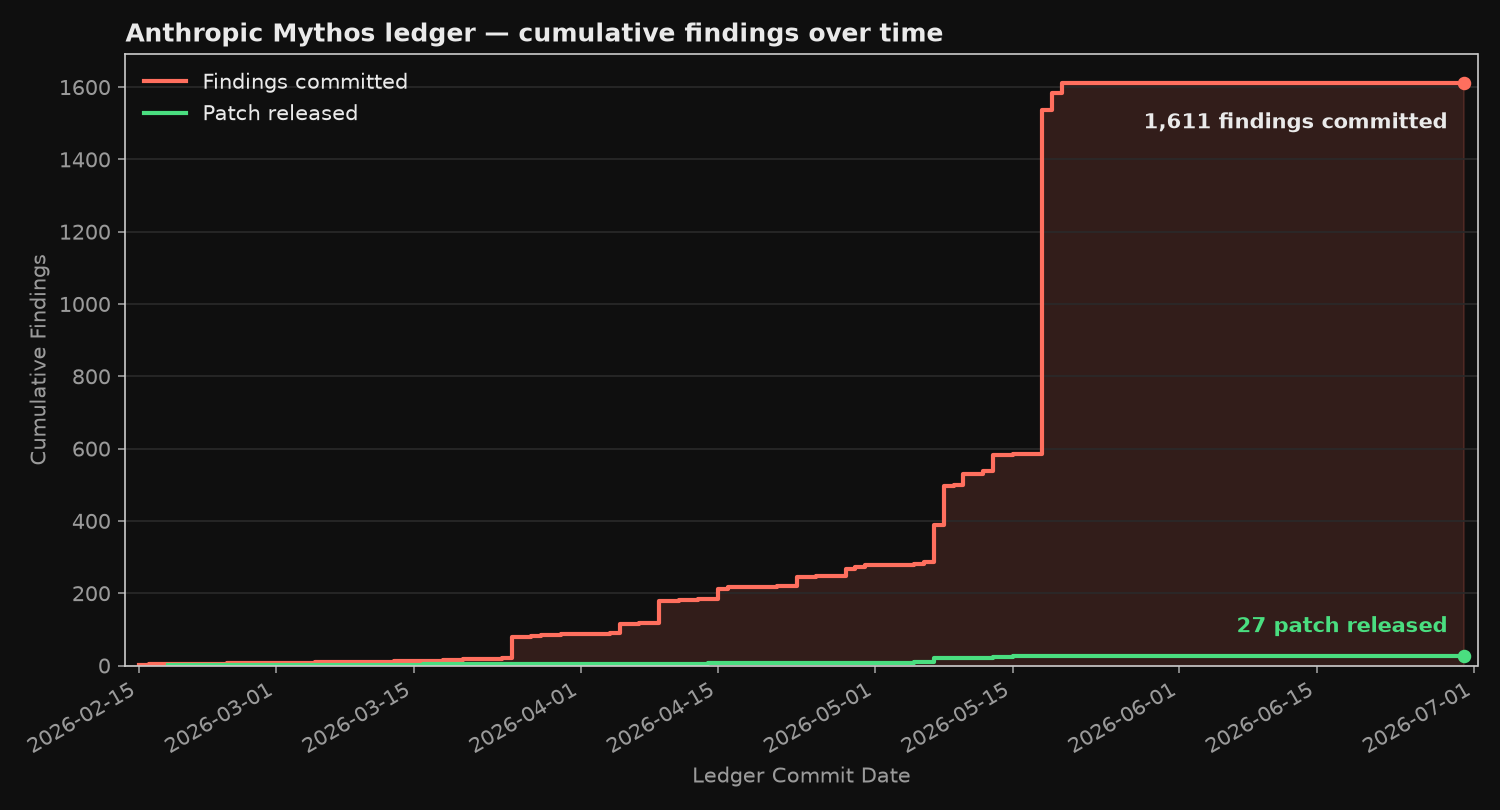 Anthropic Mythos ledger — cumulative findings over time
Findings committed
Patch released
1,611 findings committed
27 patch released
Cumulative Findings
1600
1400
1200
1000
800
600
400
200
0
2026-02-15
2026-03-01
2026-03-15
2026-04-01
2026-04-15
2026-05-01
2026-05-15
2026-06-01
2026-06-15
2026-07-01
Ledger Commit Date